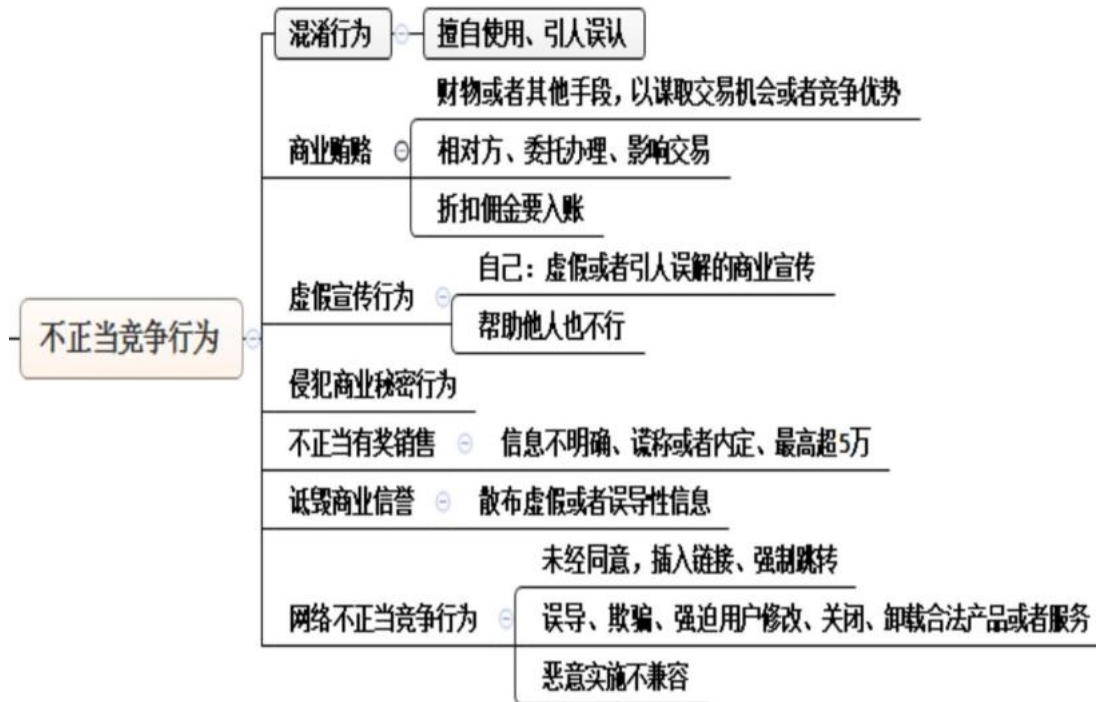 混淆行为
擅自使用、引人误认
财物或者其他手段，以谋取交易机会或者竞争优势
商业贿赂
相对方、委托办理、影响交易
折扣佣金要入账
自己：虚假或者引人误解的商业宣传
虚假宣传行为
帮助他人也不行
不正当竞争行为
侵犯商业秘密行为
不正当有奖销售
信息不明确、谎称或者内定、最高超5万
诋毁商业信誉
散布虚假或者误导性信息
未经同意，插入链接、强制跳转
网络不正当竞争行为
误导、欺骗、强迫用户修改、关闭、卸载合法产品或者服务
恶意实施不兼容